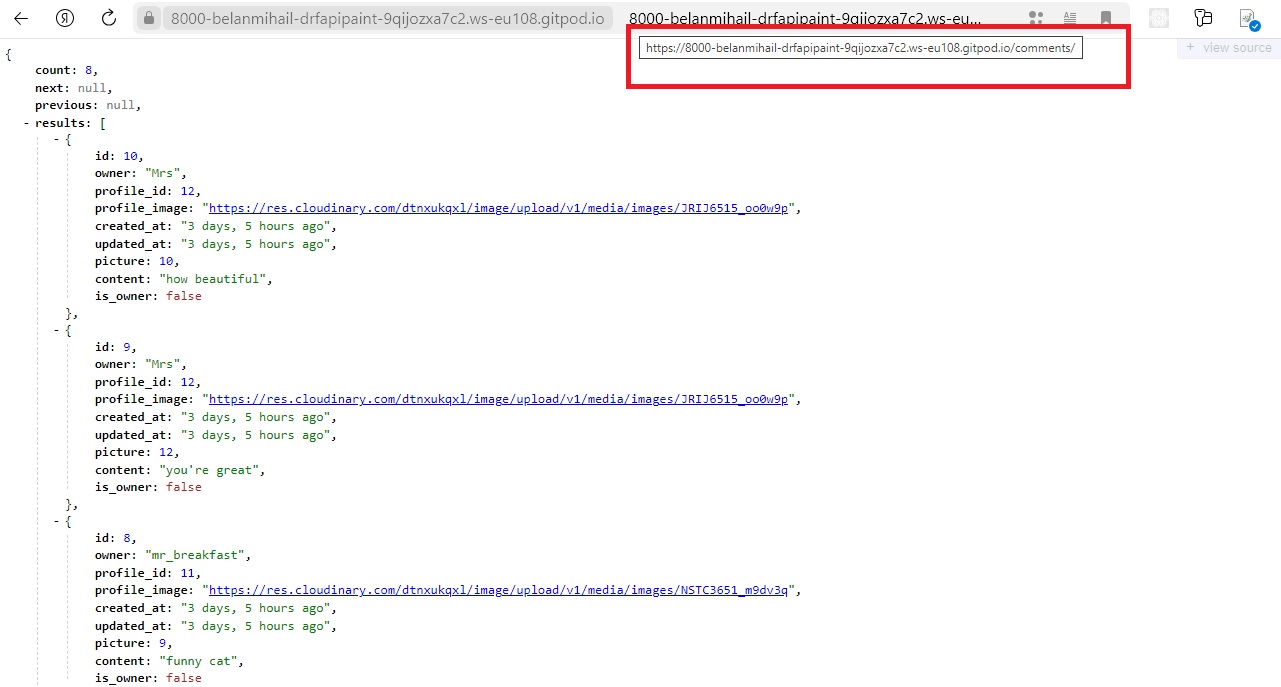 8000-belanmihail-drfapipaint-9qijozxa7c2.ws-eu108.gitpod.io 8000-belanmihail-drfapipaint-9qijozxa7c2.ws-eu...
https://8000-belanmihail-drfapipaint-9qijozxa7c2.ws-eu108.gitpod.io/comments/
+ view source
{
count: 8,
next: null,
previous: null,
- results: [
- {
id: 10,
owner: "Mrs",
profile_id: 12,
profile_image: "https://res.cloudinary.com/dtnxukqxl/image/upload/v1/media/images/JRIJ6515_oo0w9p",
created_at: "3 days, 5 hours ago",
updated_at: "3 days, 5 hours ago",
picture: 10,
content: "how beautiful",
is_owner: false
},
- {
id: 9,
owner: "Mrs",
profile_id: 12,
profile_image: "https://res.cloudinary.com/dtnxukqxl/image/upload/v1/media/images/JRIJ6515_oo0w9p",
created_at: "3 days, 5 hours ago",
updated_at: "3 days, 5 hours ago",
picture: 12,
content: "you're great",
is_owner: false
},
- {
id: 8,
owner: "mr_breakfast",
profile_id: 11,
profile_image: "https://res.cloudinary.com/dtnxukqxl/image/upload/v1/media/images/NSTC3651_m9dv3q",
created_at: "3 days, 5 hours ago",
updated_at: "3 days, 5 hours ago",
picture: 9,
content: "funny cat",
is_owner: false